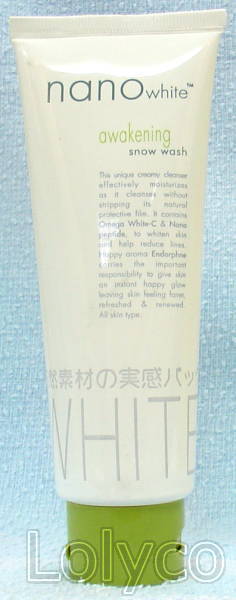 nanowhite™
awakening
snow wash
This unique creamy cleanser
effectively moisturizes
as it cleanses without
stripping its natural
protective film. It contains
Omega White-C & Nano
peptide, to whiten skin
and help reduce lines.
Happy aroma Endorphne
carries the important
responsibility to give skin
an instant happy glow
leaving skin feeling fairer,
refreshed & renewed.
All skin type.
然素材の実感パッ
WHITE
Lolyco